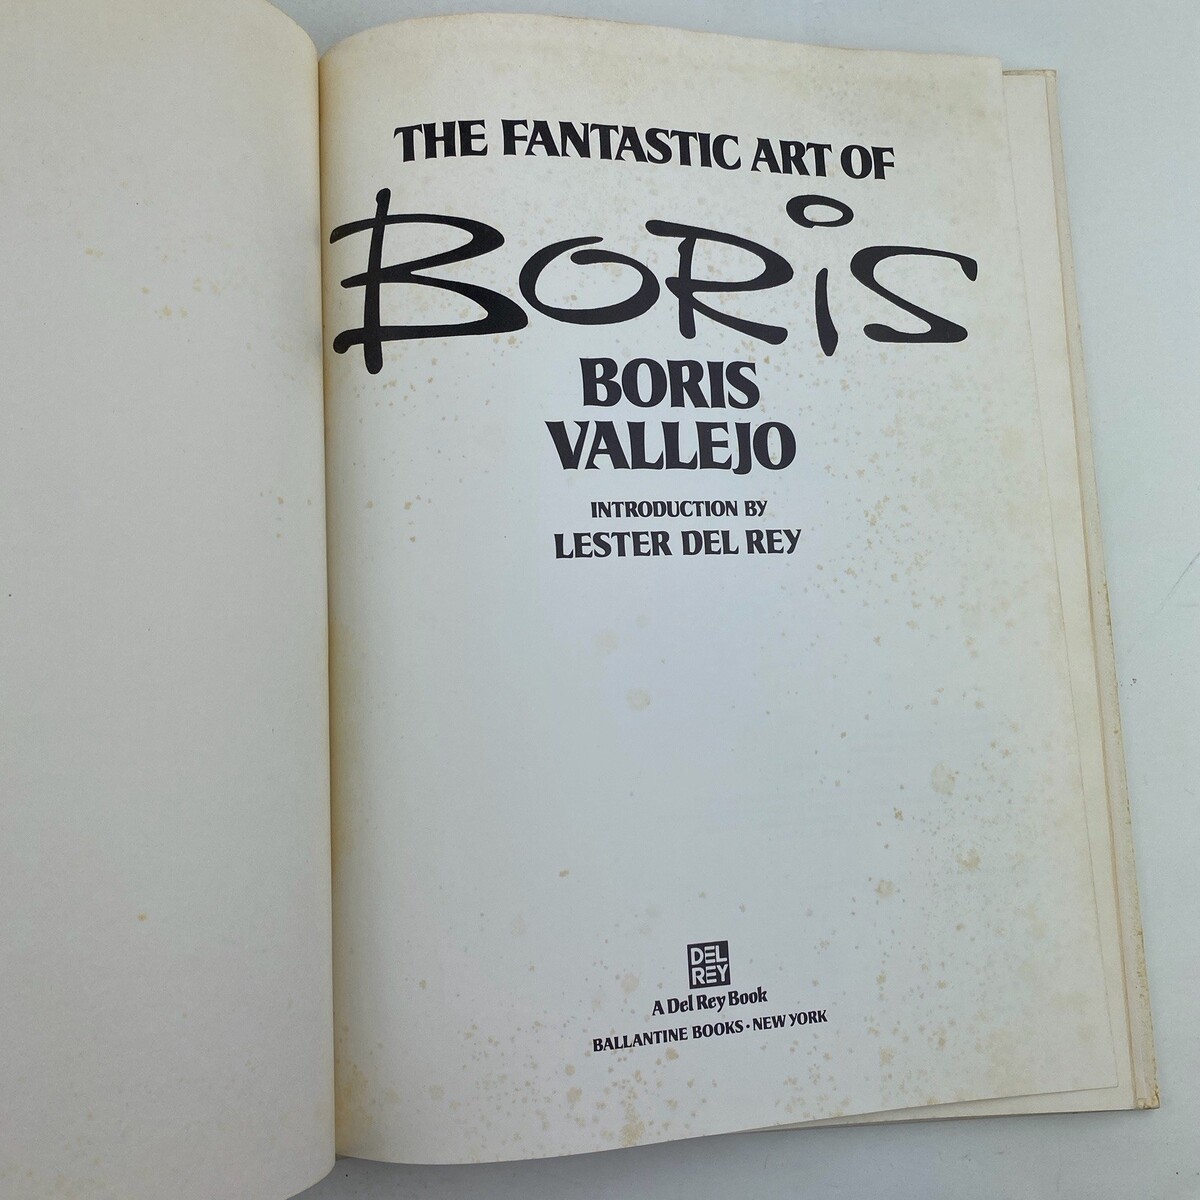 THE FANTASTIC ART OF
BORiS
BORIS
VALLEJO
INTRODUCTION BY
LESTER DEL REY
DEL
REY
A Del Rey Book
BALLANTINE BOOKS • NEW YORK